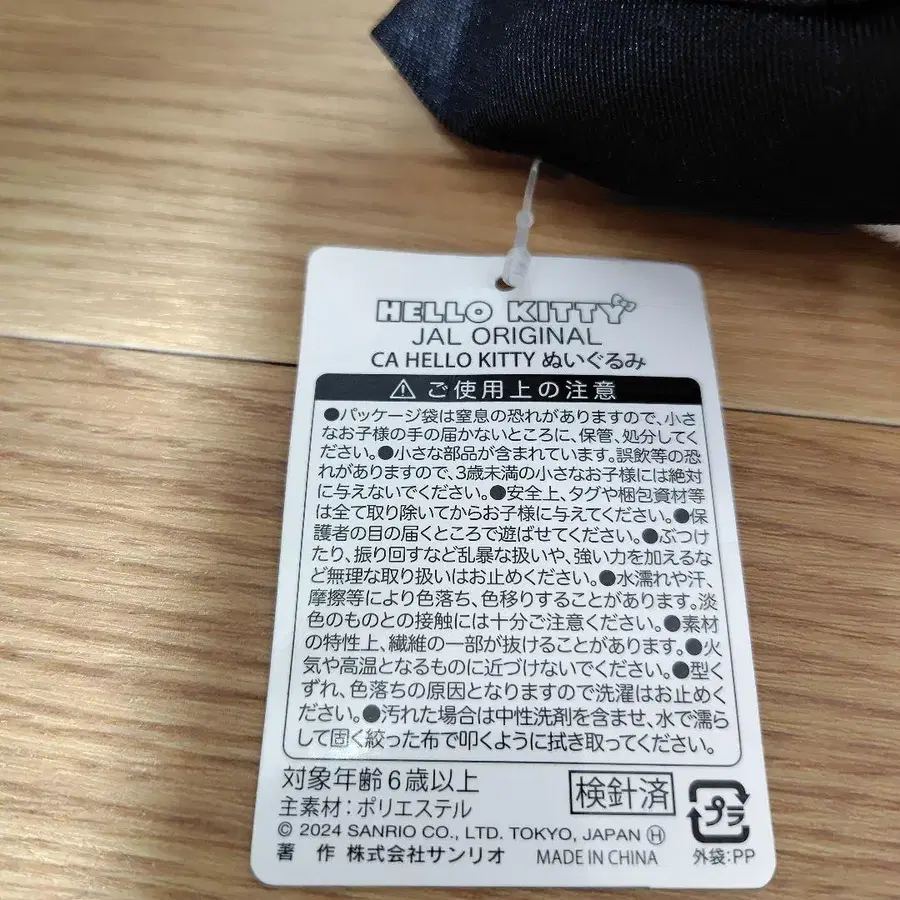 HELLO KITTY
JAL ORIGINAL
CA HELLO KITTY ぬいぐるみ
⚠ ご使用上の注意
●パッケージ袋は窒息の恐れがありますので、小さ
なお子様の手の届かないところに、保管、処分してく
ださい。●小さな部品が含まれています。誤飲等の恐
れがありますので、3歳未満の小さなお子様には絶対
に与えないでください。●安全上、タグや梱包資材等
は全て取り除いてからお子様に与えてください。●保
護者の目の届くところで遊ばせてください。●ぶつけ
たり、振り回すなど乱暴な扱いや、強い力を加えるな
ど無理な取り扱いはお止めください。●水濡れや汗、
摩擦等により色落ち、色移りすることがあります。淡
色のものとの接触には十分ご注意ください。●素材
の特性上、繊維の一部が抜けることがあります。●火
気や高温となるものに近づけないでください。●型く
ずれ、色落ちの原因となりますので洗濯はお止めく
ださい。●汚れた場合は中性洗剤を含ませ、水で濡ら
して固く絞った布で叩くように拭き取ってください。
対象年齢6歳以上
主素材：ポリエステル
検針済
プラ
© 2024 SANRIO CO., LTD. TOKYO, JAPAN Ⓗ
著 作 株式会社サンリオ MADE IN CHINA
外袋:PP